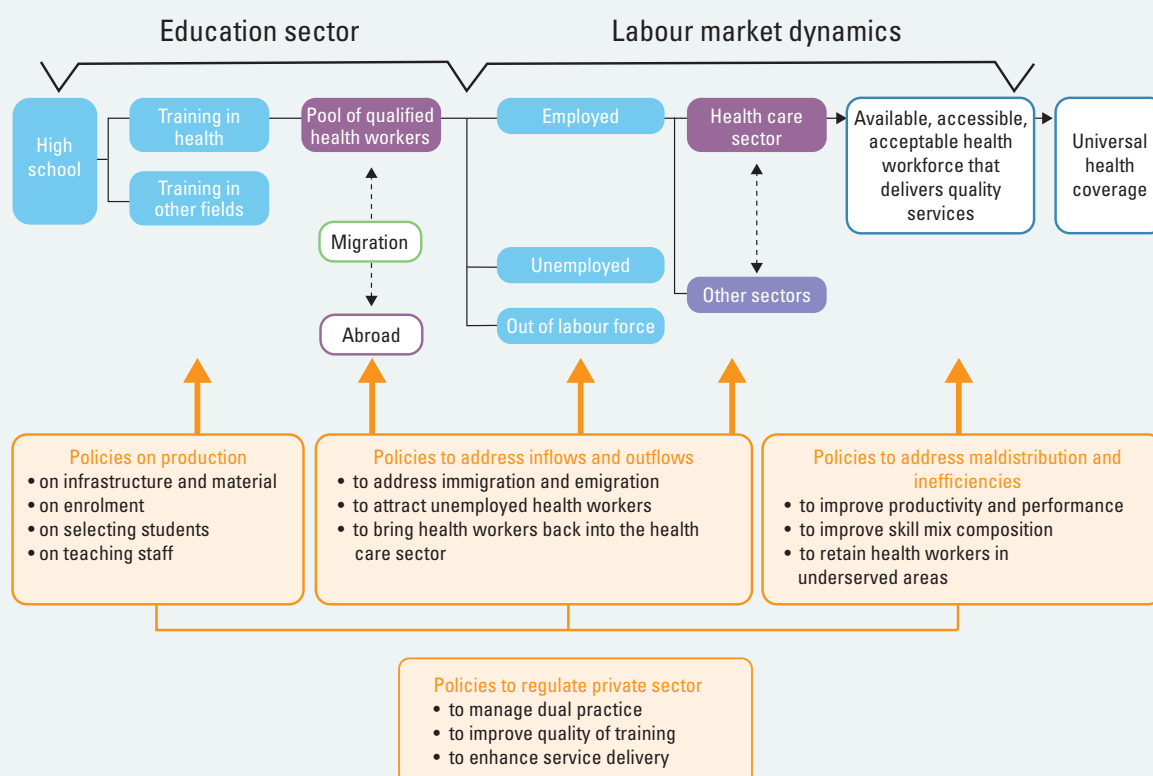 Education sector
Labour market dynamics
High
school
Training in
health
Training in
other fields
Pool of qualified
health workers
Migration
Abroad
Employed
Unemployed
Out of labour force
Health care
sector
Other sectors
Available, accessible,
acceptable health
workforce that
delivers quality
services
Universal
health
coverage
Policies on production
• on infrastructure and material
• on enrolment
• on selecting students
• on teaching staff
Policies to address inflows and outflows
• to address immigration and emigration
• to attract unemployed health workers
• to bring health workers back into the health
care sector
Policies to address maldistribution and
inefficiencies
• to improve productivity and performance
• to improve skill mix composition
• to retain health workers in
underserved areas
Policies to regulate private sector
• to manage dual practice
• to improve quality of training
• to enhance service delivery